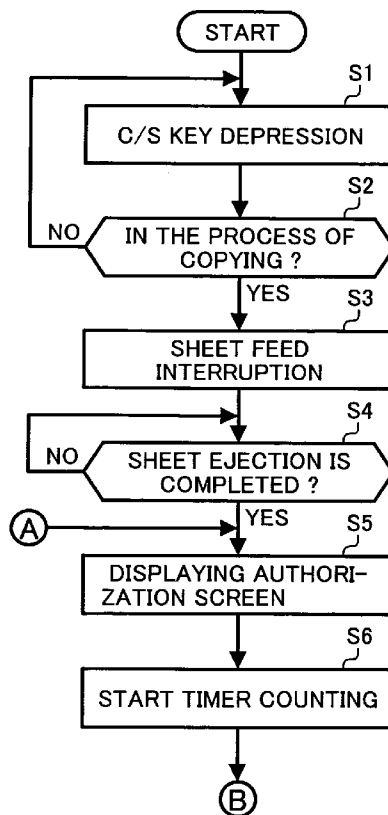 START
S1
C/S KEY DEPRESSION
S2
NO
IN THE PROCESS OF
COPYING ?
YES
S3
SHEET FEED
INTERRUPTION
S4
NO
SHEET EJECTION IS
COMPLETED ?
A
YES
S5
DISPLAYING AUTHORI-
ZATION SCREEN
S6
START TIMER COUNTING
B